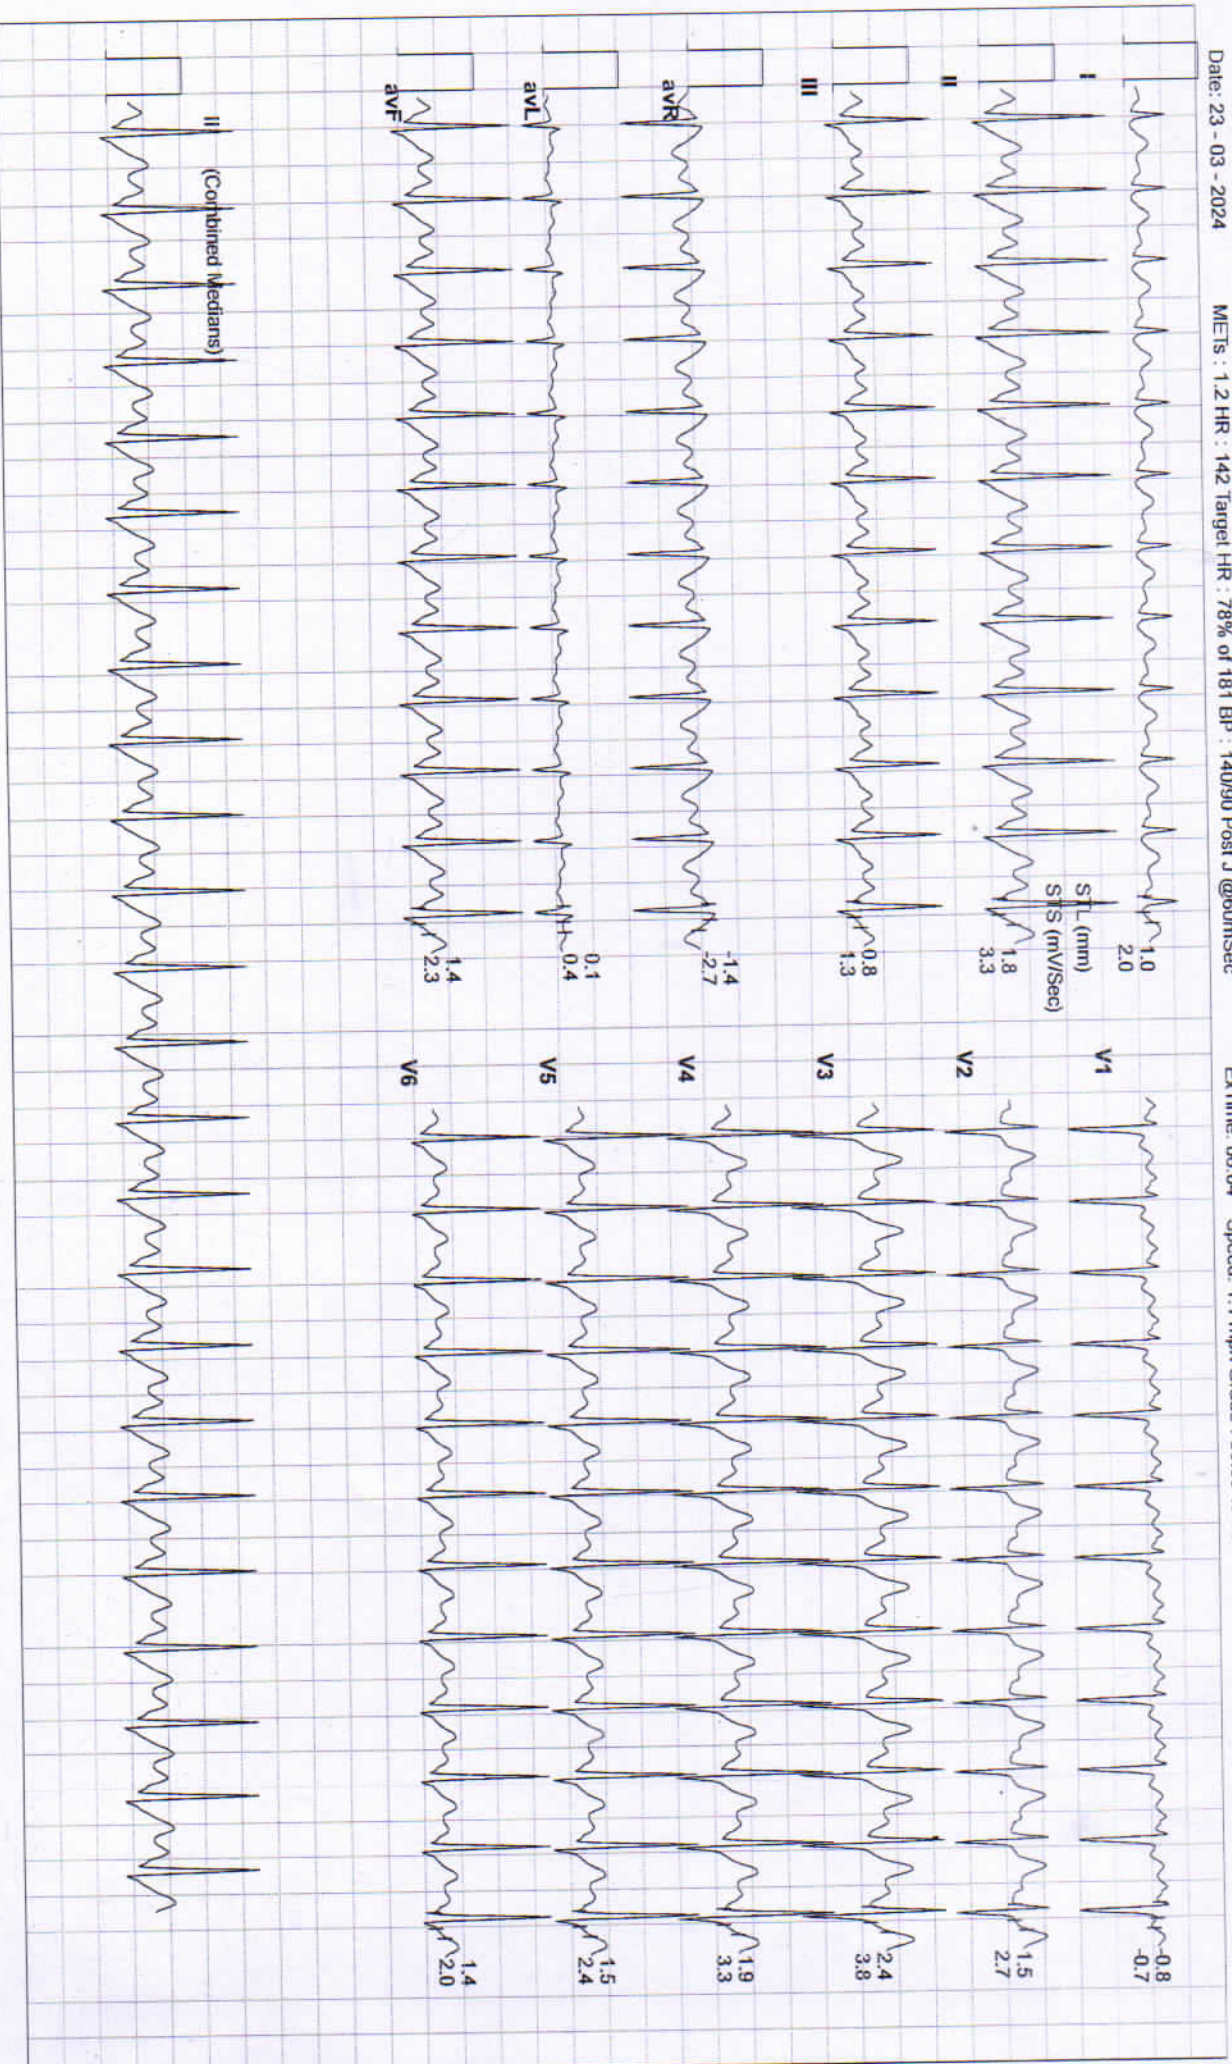 Date: 23 - 03 - 2024 METs : 1.2 HR : 142 Target HR : 78% of 181 BP : 140/90 Post J @60mSec
I
1.0
2.0
STL (mm)
STS (mV/Sec)
II
1.8
3.3
III
0.8
1.3
avR
-1.4
-2.7
avL
0.1
0.4
avF
1.4
2.3
V1
-0.8
-0.7
V2
1.5
2.7
V3
2.4
3.8
V4
1.9
3.3
V5
1.5
2.4
V6
1.4
2.0
II (Combined Medians)